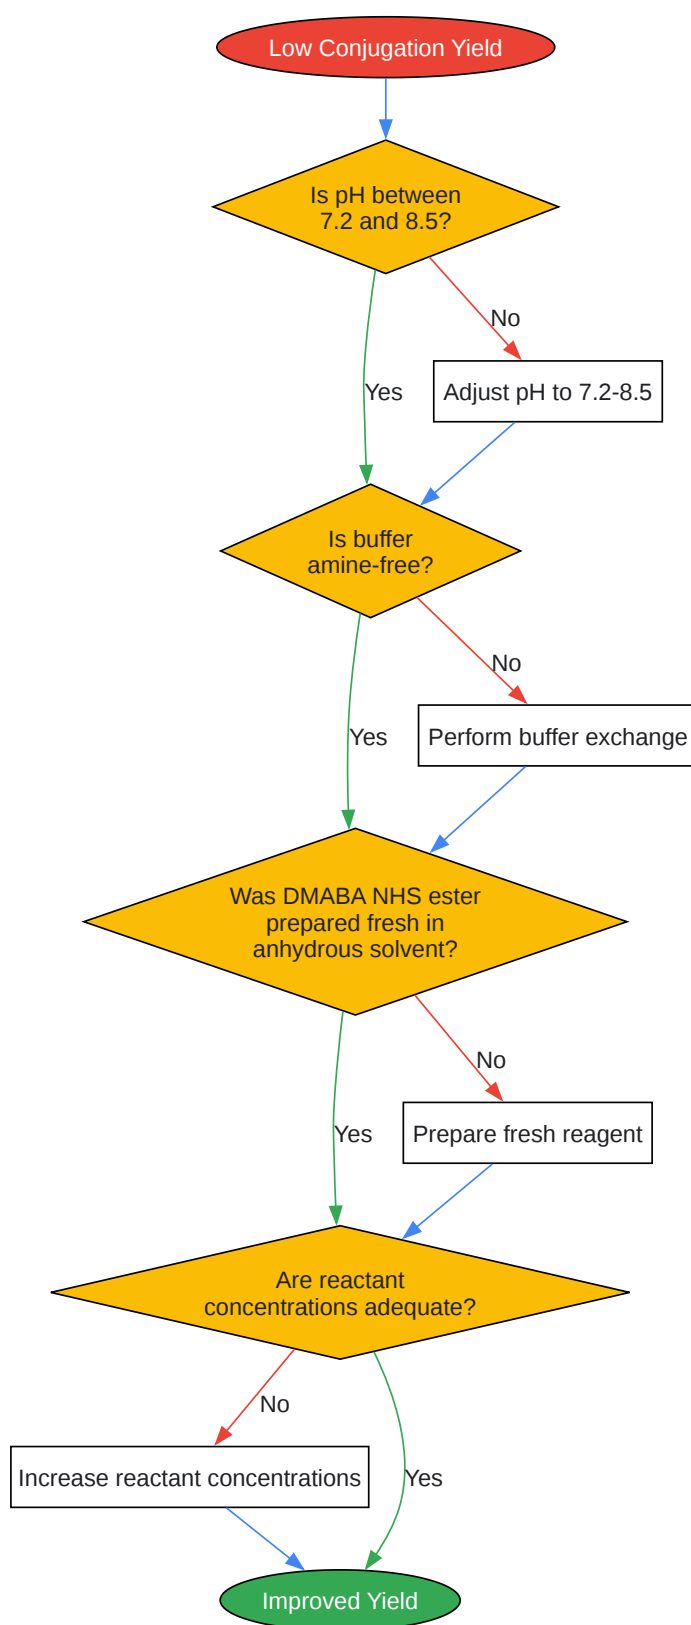 Low Conjugation Yield
Is pH between
7.2 and 8.5?
No
Yes
Adjust pH to 7.2-8.5
Is buffer
amine-free?
No
Yes
Perform buffer exchange
Was DMABA NHS ester
prepared fresh in
anhydrous solvent?
No
Yes
Prepare fresh reagent
Are reactant
concentrations adequate?
No
Increase reactant concentrations
Yes
Improved Yield